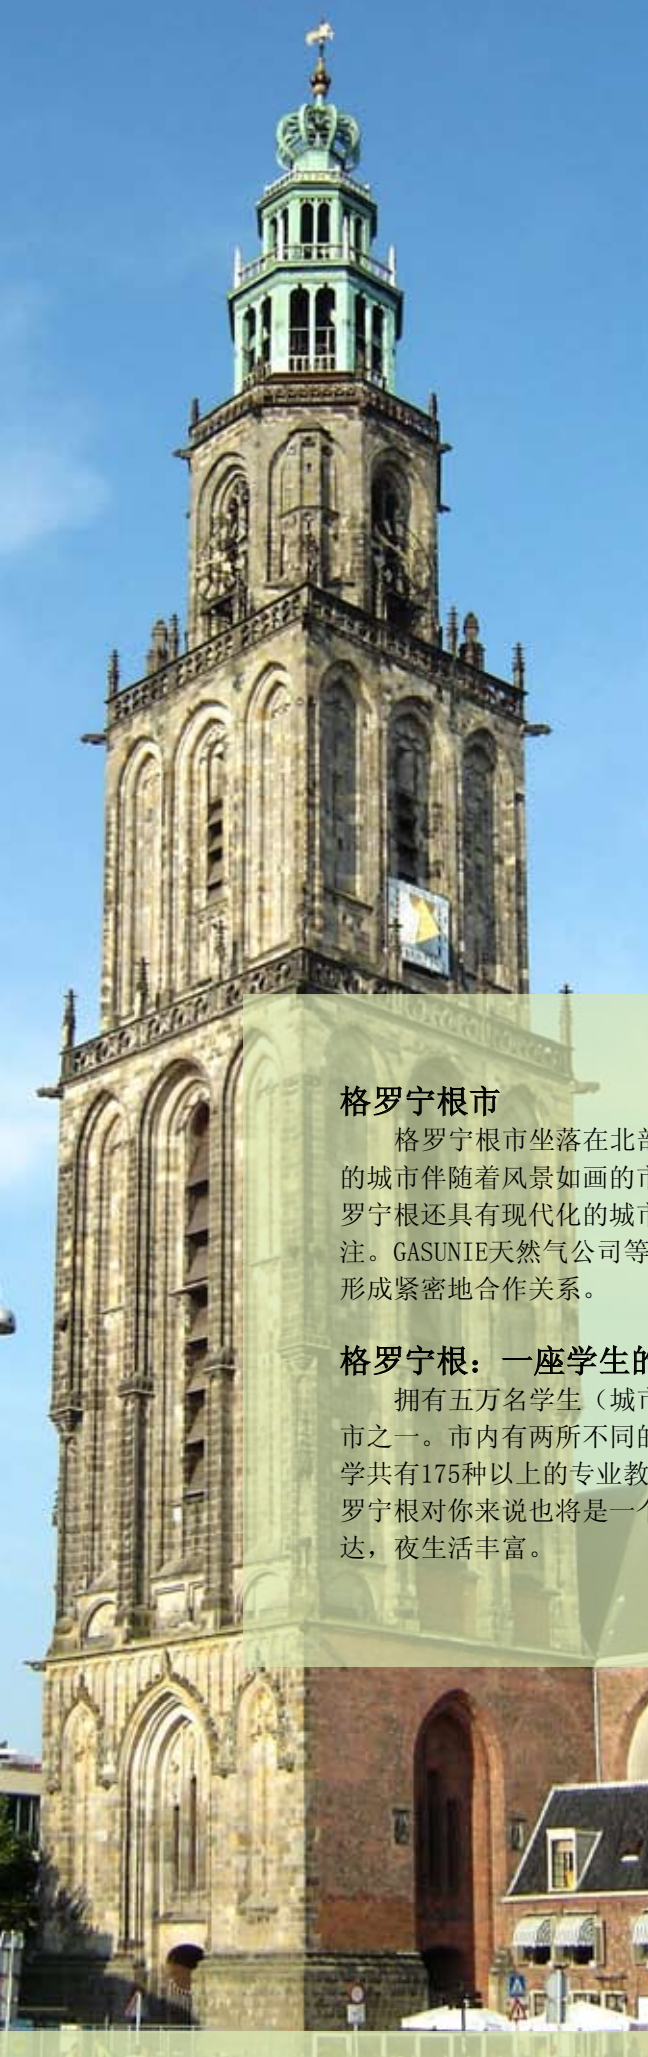 格罗宁根市
格罗宁根市坐落在北部
的城市伴随着风景如画的市
罗宁根还具有现代化的城市
注。GASUNIE天然气公司等
形成紧密地合作关系。
格罗宁根：一座学生的
拥有五万名学生（城市
市之一。市内有两所不同的
学共有175种以上的专业教
罗宁根对你来说也将是一个
达，夜生活丰富。